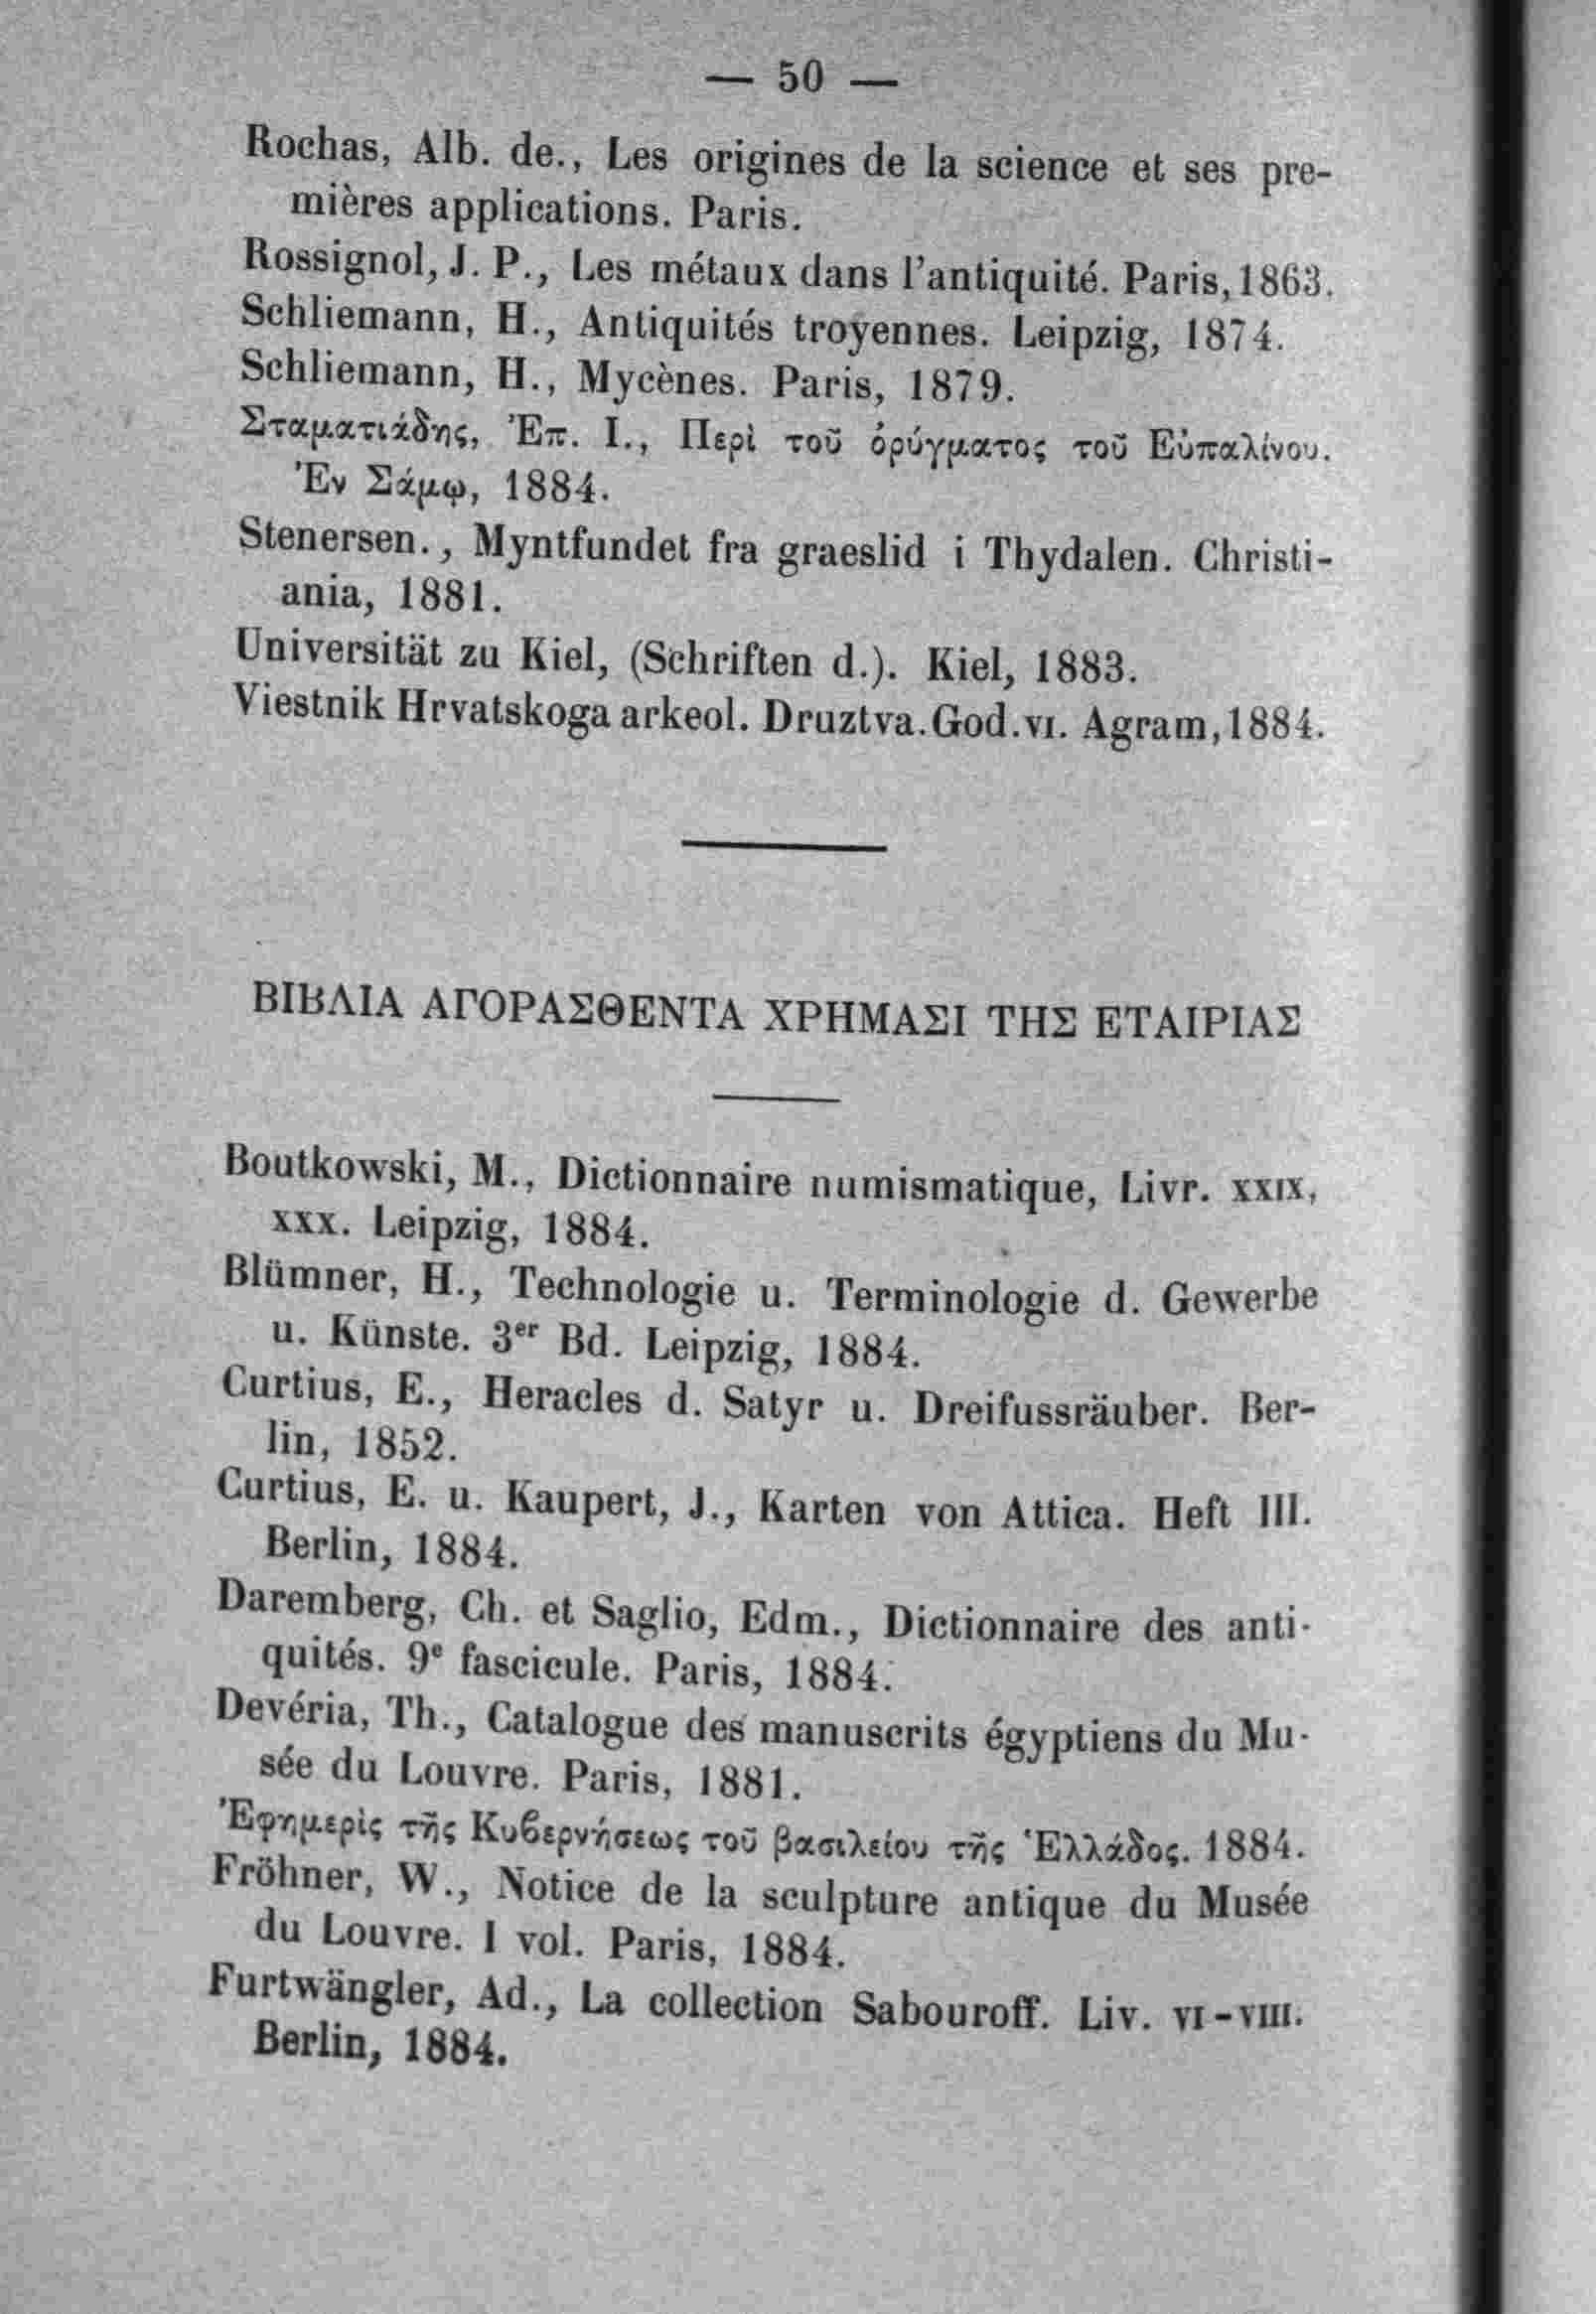 — 50 —
Rochas, Alb. de., Les origines de la science et ses pre-
mières applications. Paris.
Rossignol, J. P., Les métaux dans l'antiquité. Paris, 1863.
Schliemann, H., Antiquités troyennes. Leipzig, 1874.
Schliemann, H., Mycènes. Paris, 1879.
Σταματιάδης, Ἐπ. Ι., Περὶ τοῦ ὀρύγματος τοῦ Εὐπαλίνου.
Ἐν Σάμῳ, 1884.
Stenersen., Myntfundet fra graeslid i Thydalen. Christi-
ania, 1881.
Universität zu Kiel, (Schriften d.). Kiel, 1883.
Viestnik Hrvatskoga arkeol. Druztva. God. VI. Agram, 1884.
ΒΙΒΛΙΑ ΑΓΟΡΑΣΘΕΝΤΑ ΧΡΗΜΑΣΙ ΤΗΣ ΕΤΑΙΡΙΑΣ
Boutkowski, M., Dictionnaire numismatique, Livr. XXIX,
XXX. Leipzig, 1884.
Blümner, H., Technologie u. Terminologie d. Gewerbe
u. Künste. 3er Bd. Leipzig, 1884.
Curtius, E., Heracles d. Satyr u. Dreifussräuber. Ber-
lin, 1852.
Curtius, E. u. Kaupert, J., Karten von Attica. Heft III.
Berlin, 1884.
Daremberg, Ch. et Saglio, Edm., Dictionnaire des anti-
quités. 9e fascicule. Paris, 1884.
Devéria, Th., Catalogue des manuscrits égyptiens du Mu-
sée du Louvre. Paris, 1881.
Ἐφημερὶς τῆς Κυβερνήσεως τοῦ βασιλείου τῆς Ἑλλάδος. 1884.
Fröhner, W., Notice de la sculpture antique du Musée
du Louvre. I vol. Paris, 1884.
Furtwängler, Ad., La collection Sabouroff. Liv. VI-VIII.
Berlin, 1884.